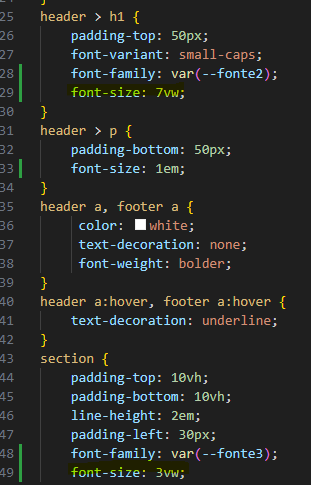 25 header > h1 {
26 padding-top: 50px;
27 font-variant: small-caps;
28 font-family: var(--fonte2);
29 font-size: 7vw;
30 }
31 header > p {
32 padding-bottom: 50px;
33 font-size: 1em;
34 }
35 header a, footer a {
36 color: white;
37 text-decoration: none;
38 font-weight: bolder;
39 }
40 header a:hover, footer a:hover {
41 text-decoration: underline;
42 }
43 section {
44 padding-top: 10vh;
45 padding-bottom: 10vh;
46 line-height: 2em;
47 padding-left: 30px;
48 font-family: var(--fonte3);
49 font-size: 3vw;